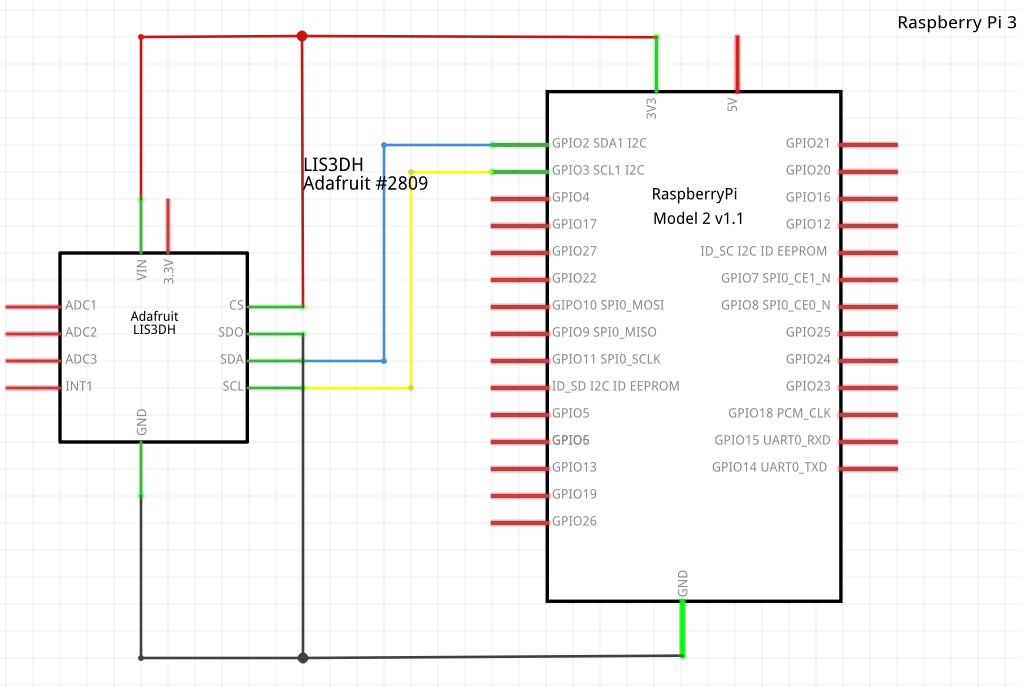 Raspberry Pi 3
3V3
5V
GPIO2 SDA1 I2C
GPIO3 SCL1 I2C
GPIO4
GPIO17
GPIO27
GPIO22
GIPO10 SPI0_MOSI
GPIO9 SPI0_MISO
GPIO11 SPI0_SCLK
ID_SD I2C ID EEPROM
GPIO5
GPIO6
GPIO13
GPIO19
GPIO26
RaspberryPi
Model 2 v1.1
GPIO21
GPIO20
GPIO16
GPIO12
ID_SC I2C ID EEPROM
GPIO7 SPI0_CE1_N
GPIO8 SPI0_CE0_N
GPIO25
GPIO24
GPIO23
GPIO18 PCM_CLK
GPIO15 UART0_RXD
GPIO14 UART0_TXD
GND
LIS3DH
Adafruit #2809
VIN
3.3V
ADC1
ADC2
ADC3
INT1
Adafruit
LIS3DH
CS
SDO
SDA
SCL
GND